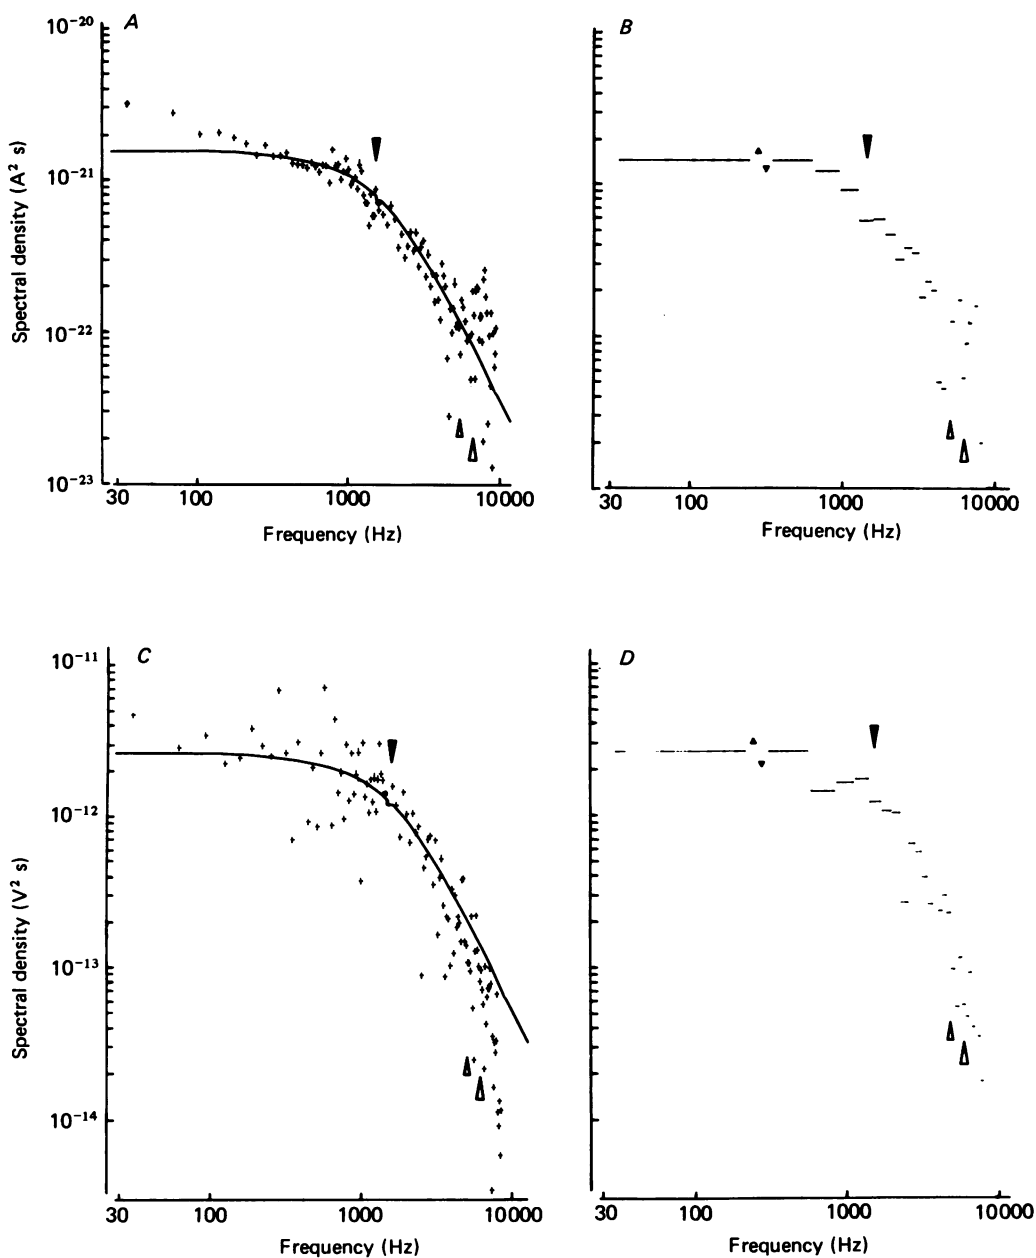 A
B
10⁻²⁰
10⁻²¹
10⁻²²
10⁻²³
Spectral density (A² s)
30 100 1000 10000
Frequency (Hz)
30 100 1000 10000
Frequency (Hz)
C
D
10⁻¹¹
10⁻¹²
10⁻¹³
10⁻¹⁴
Spectral density (V² s)
30 100 1000 10000
Frequency (Hz)
30 100 1000 10000
Frequency (Hz)